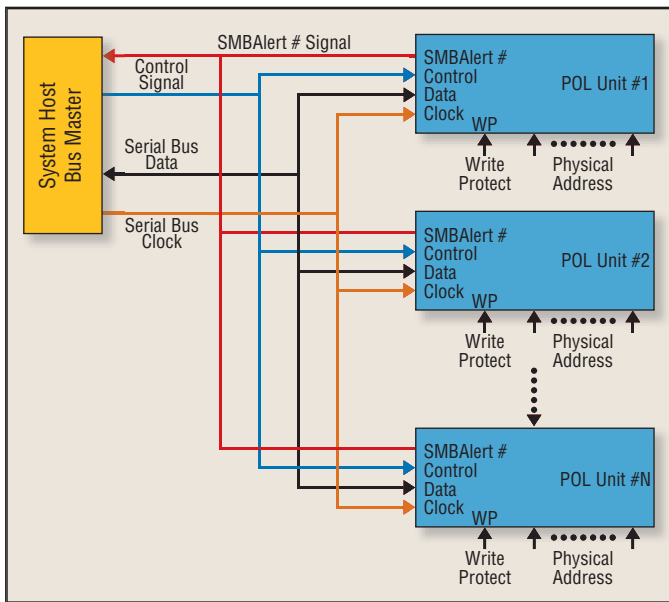 System Host
Bus Master
SMBAlert # Signal
Control
Signal
Serial Bus
Data
Serial Bus
Clock
SMBAlert #
Control
Data
Clock
WP
POL Unit #1
Write
Protect
Physical
Address
SMBAlert #
Control
Data
Clock
WP
POL Unit #2
Write
Protect
Physical
Address
SMBAlert #
Control
Data
Clock
WP
POL Unit #N
Write
Protect
Physical
Address